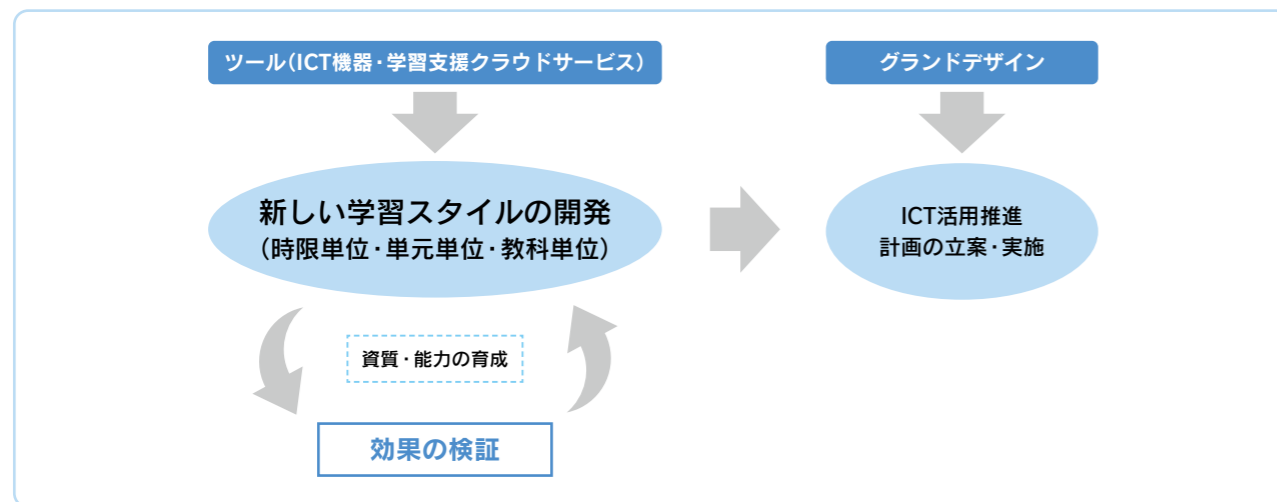 ツール(ICT機器・学習支援クラウドサービス)
グランドデザイン
新しい学習スタイルの開発
(時限単位・単元単位・教科単位)
ICT活用推進
計画の立案・実施
資質・能力の育成
効果の検証